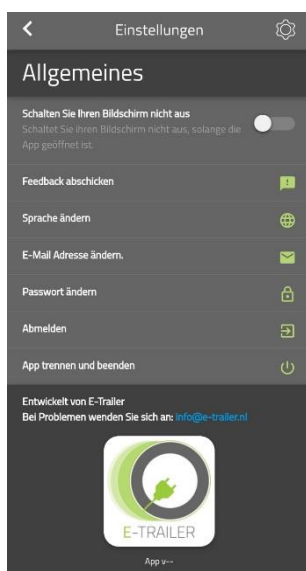 Einstellungen
Allgemeines
Schalten Sie Ihren Bildschirm nicht aus
Schaltet Sie ihren Bildschirm nicht aus, solange die
App geöffnet ist.
Feedback abschicken
Sprache ändern
E-Mail Adresse ändern.
Passwort ändern
Abmelden
App trennen und beenden
Entwickelt von E-Trailer
Bei Problemen wenden Sie sich an: info@e-trailer.nl
E-TRAILER
App v--